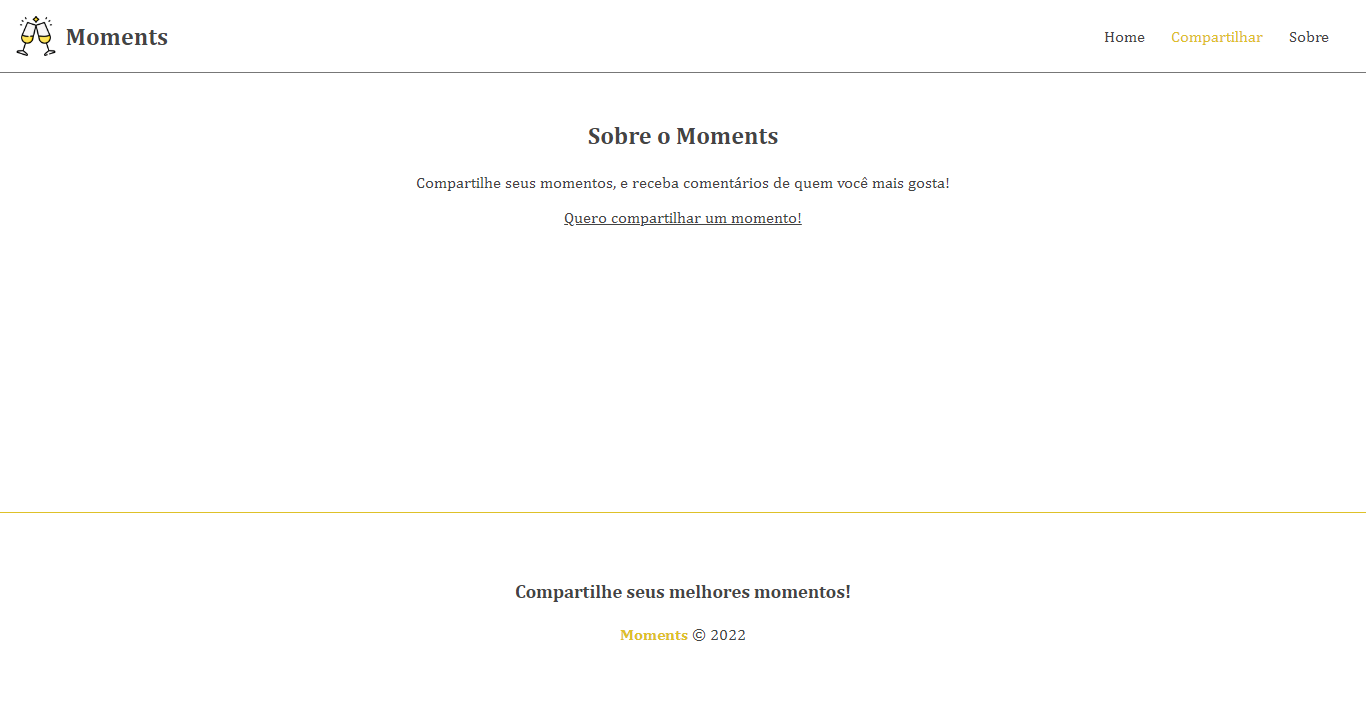 Moments
Home Compartilhar Sobre
Sobre o Moments
Compartilhe seus momentos, e receba comentários de quem você mais gosta!
Quero compartilhar um momento!
Compartilhe seus melhores momentos!
Moments © 2022